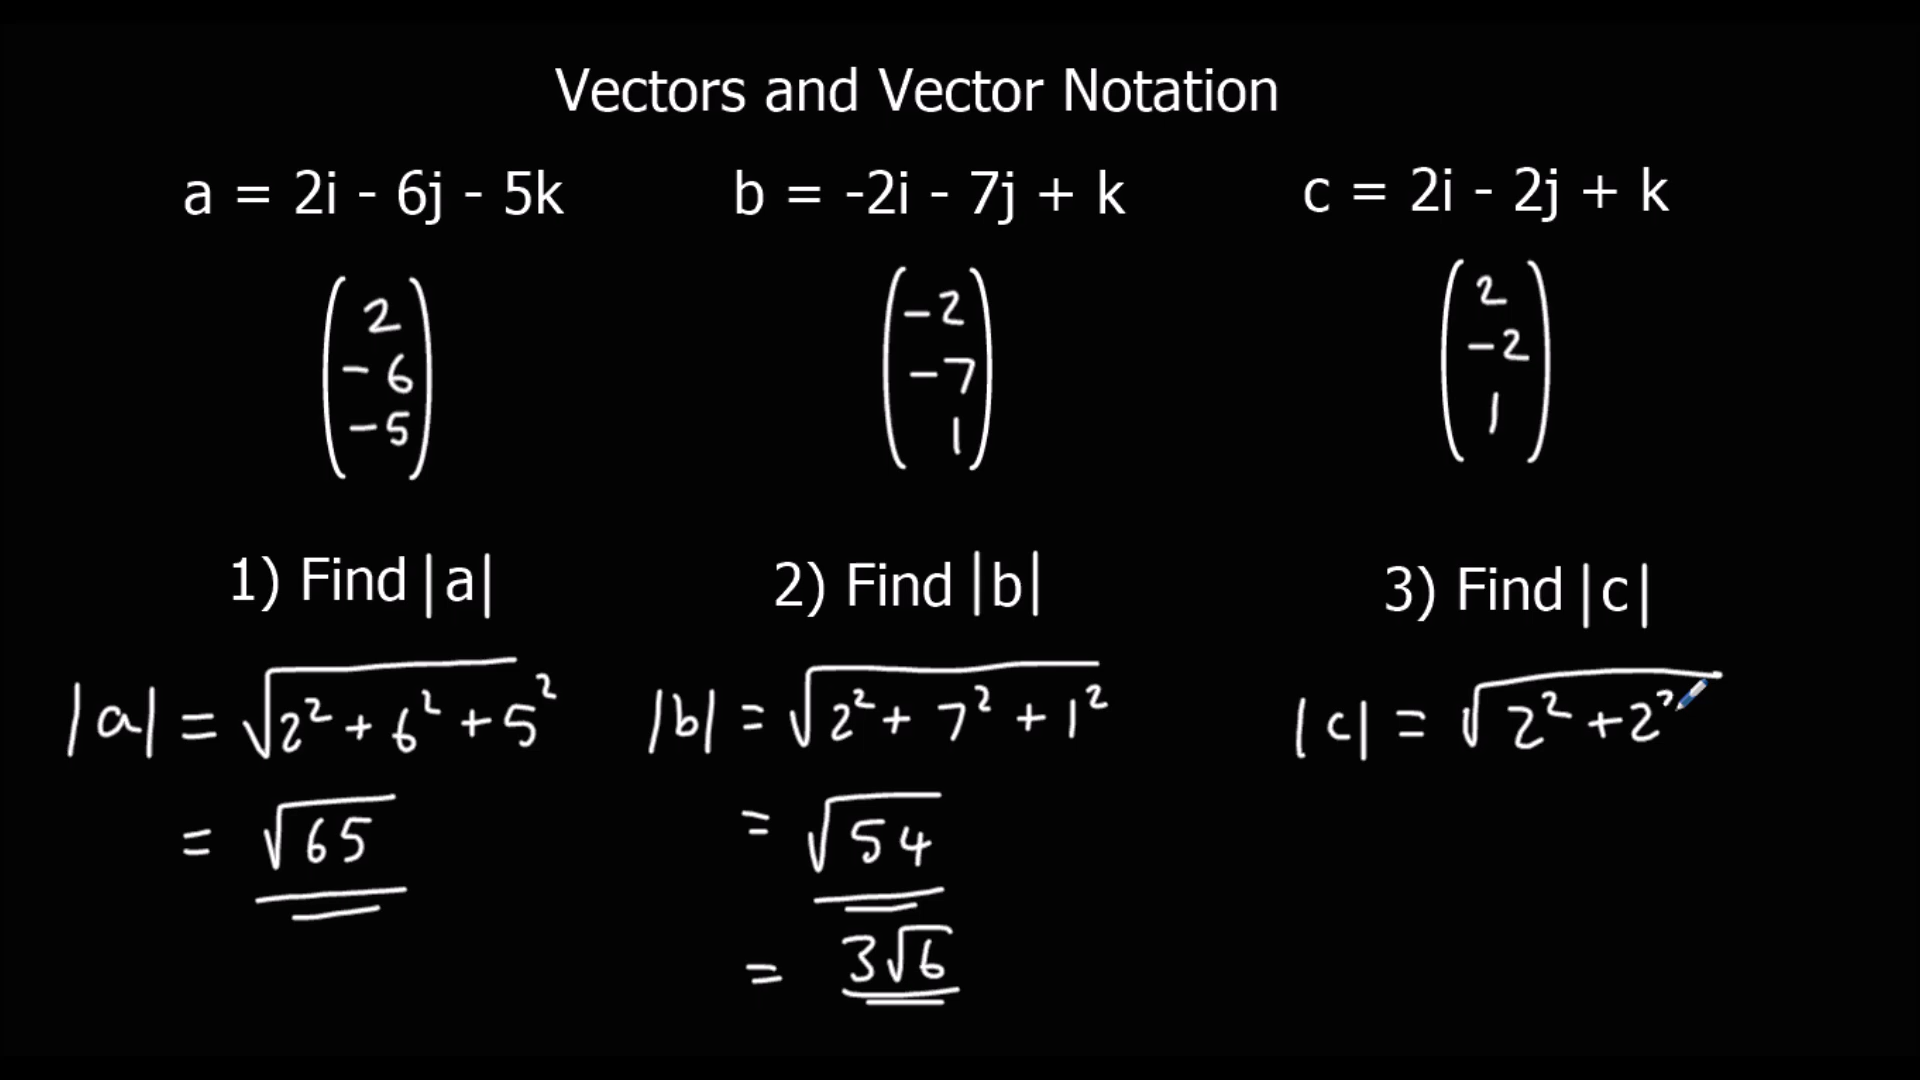 Vectors and Vector Notation
a = 2i - 6j - 5k
b = -2i - 7j + k
c = 2i - 2j + k
2
-6
-5
-2
-7
1
2
-2
1
1) Find |a|
2) Find |b|
3) Find |c|
|a| = √2² + 6² + 5²
= √65
|b| = √2² + 7² + 1²
= √54
= 3√6
|c| = √2² + 2²